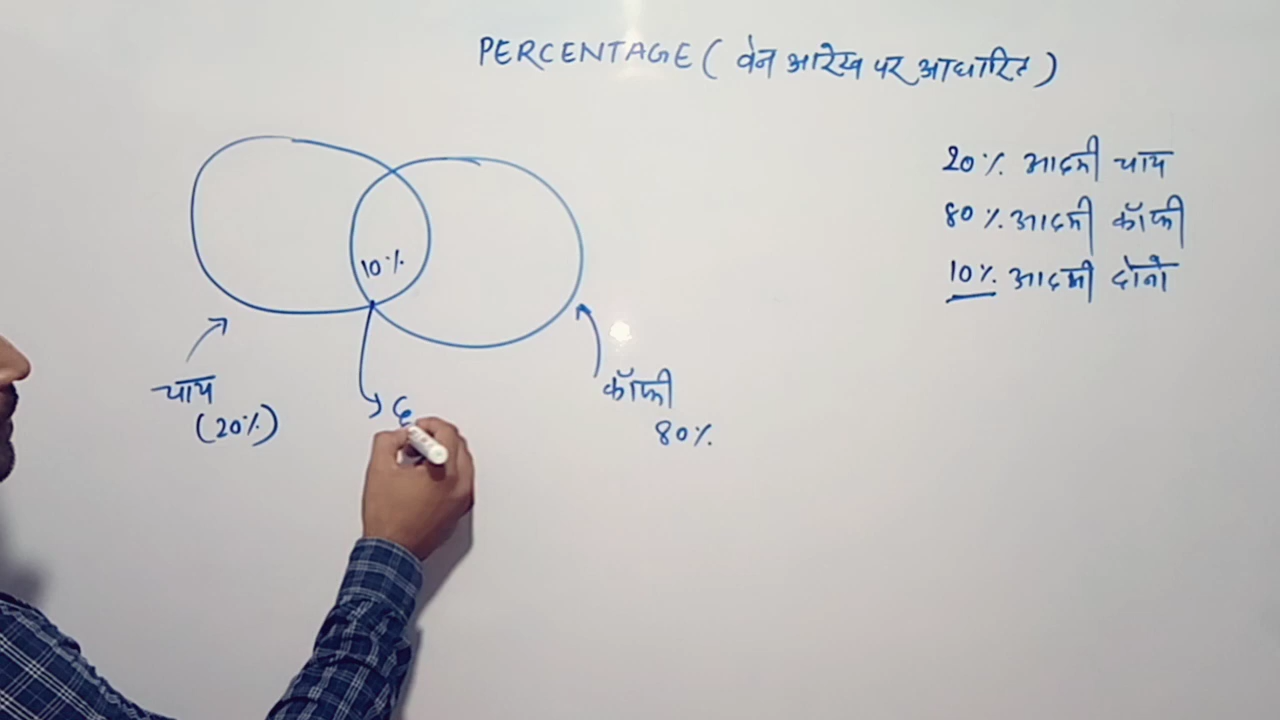 PERCENTAGE ( वेन आरेख पर आधारित )
20% आदमी चाय
80% आदमी कॉफी
10% आदमी दोनो
10%
चाय
(20%)
कॉफी
80%